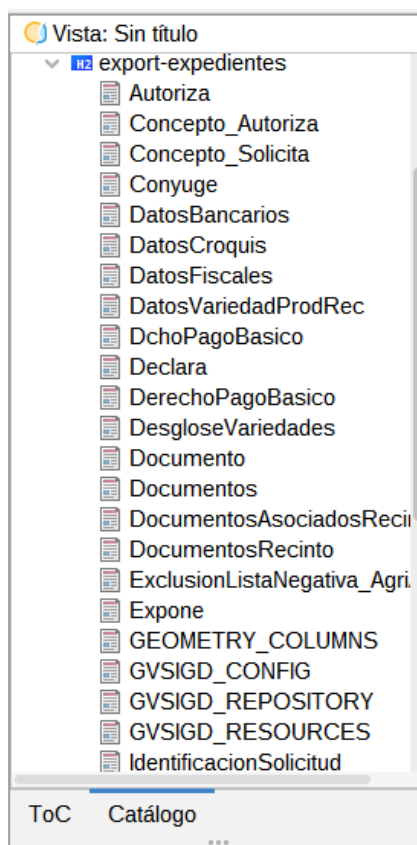 Vista: Sin título
H2 export-expedientes
Autoriza
Concepto_Autoriza
Concepto_Solicita
Conyuge
DatosBancarios
DatosCroquis
DatosFiscales
DatosVariedadProdRec
DchoPagoBasico
Declara
DerechoPagoBasico
DesgloseVariedades
Documento
Documentos
DocumentosAsociadosReci
DocumentosRecinto
ExclusionListaNegativa_Agri
Expone
GEOMETRY_COLUMNS
GVSIGD_CONFIG
GVSIGD_REPOSITORY
GVSIGD_RESOURCES
IdentificacionSolicitud
ToC Catálogo